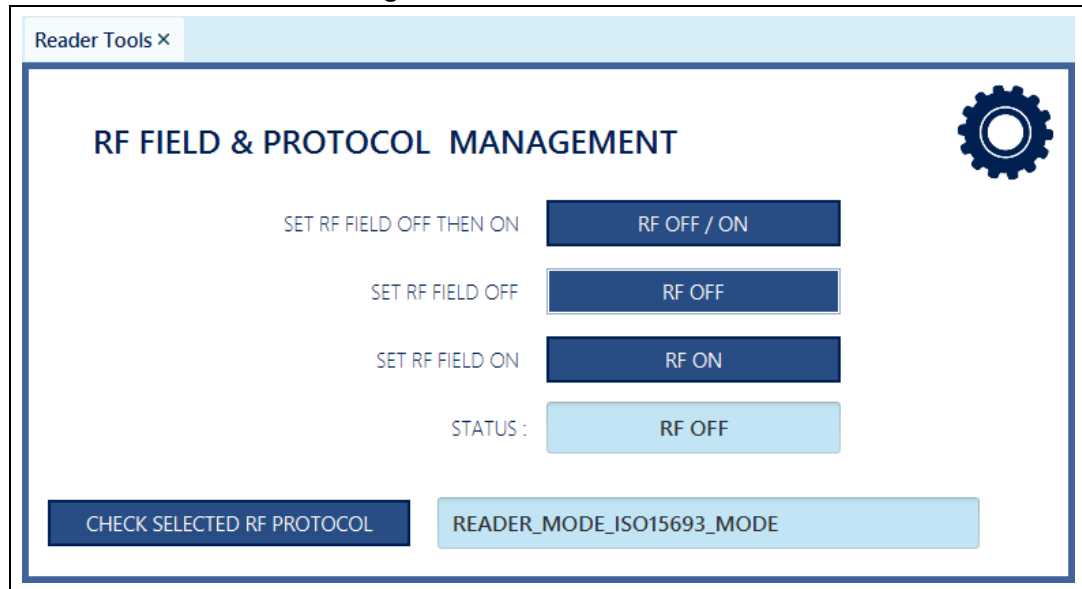 Reader Tools ×
RF FIELD & PROTOCOL MANAGEMENT
SET RF FIELD OFF THEN ON RF OFF / ON
SET RF FIELD OFF RF OFF
SET RF FIELD ON RF ON
STATUS : RF OFF
CHECK SELECTED RF PROTOCOL READER_MODE_ISO15693_MODE